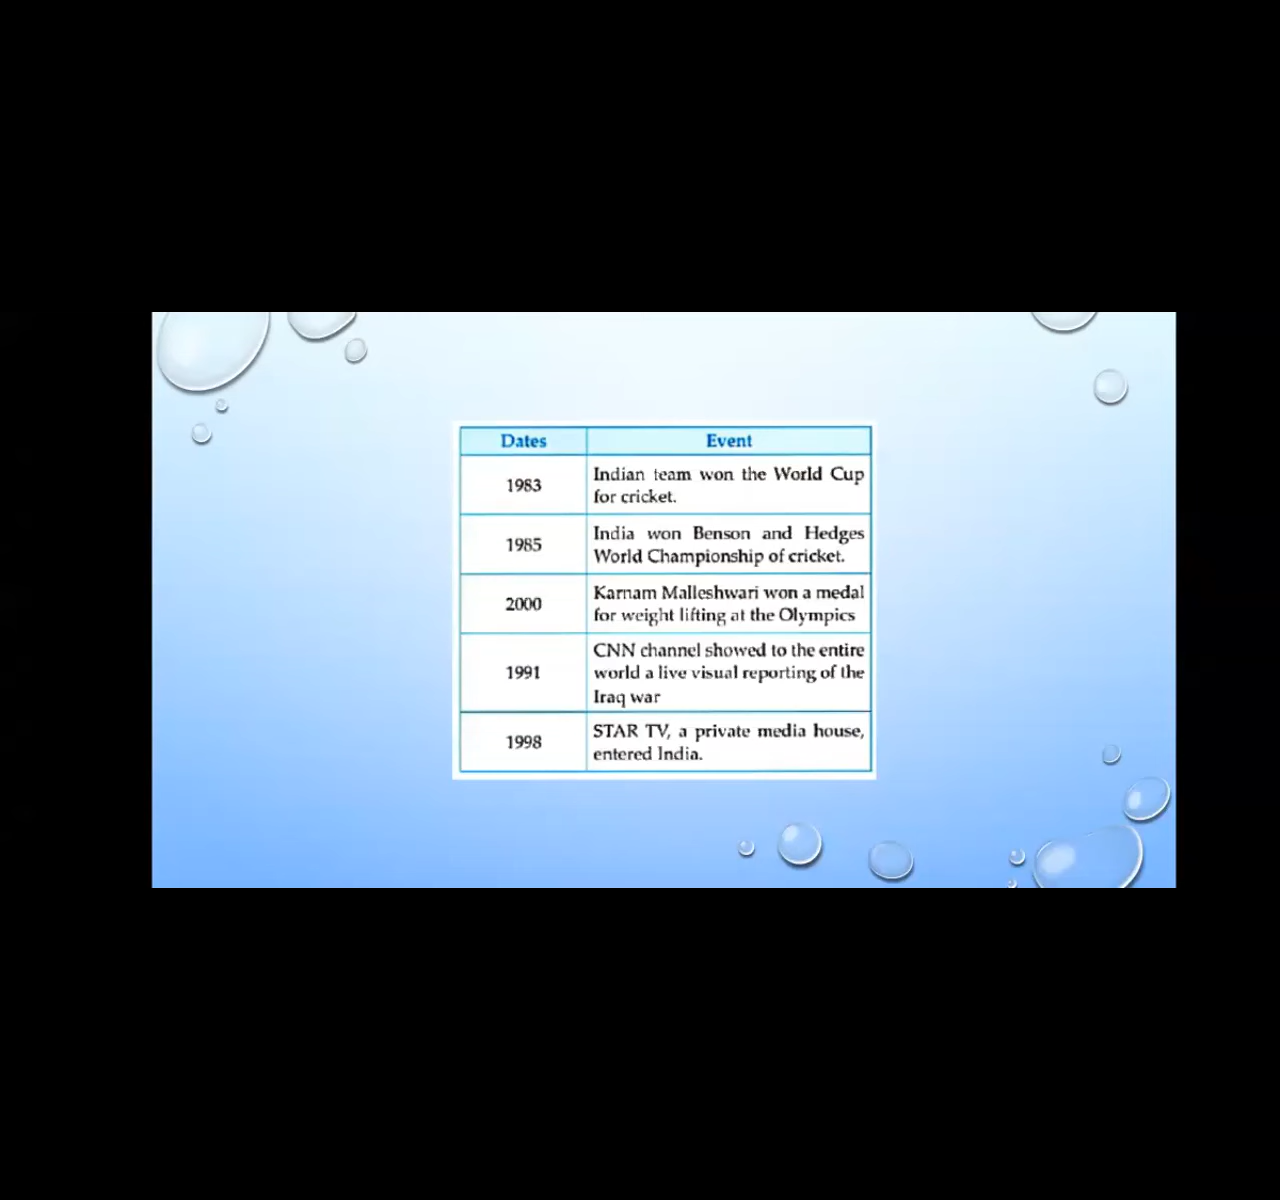 Dates Event
1983
Indian team won the World Cup
for cricket.
1985
India won Benson and Hedges
World Championship of cricket.
2000
Karnam Malleshwari won a medal
for weight lifting at the Olympics
1991
CNN channel showed to the entire
world a live visual reporting of the
Iraq war
1998
STAR TV, a private media house,
entered India.